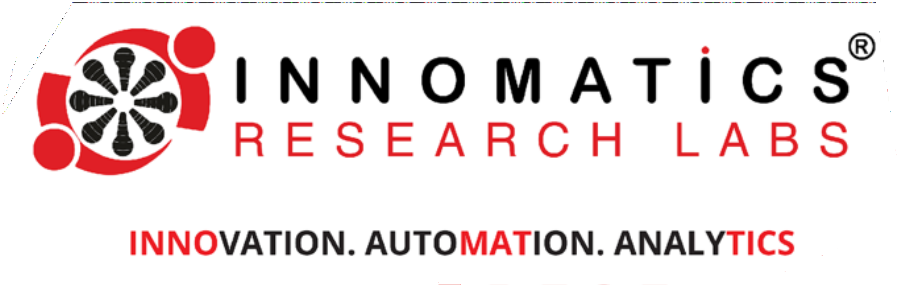 INNOMATiCS®
RESEARCH LABS
INNOVATION. AUTOMATION. ANALYTICS